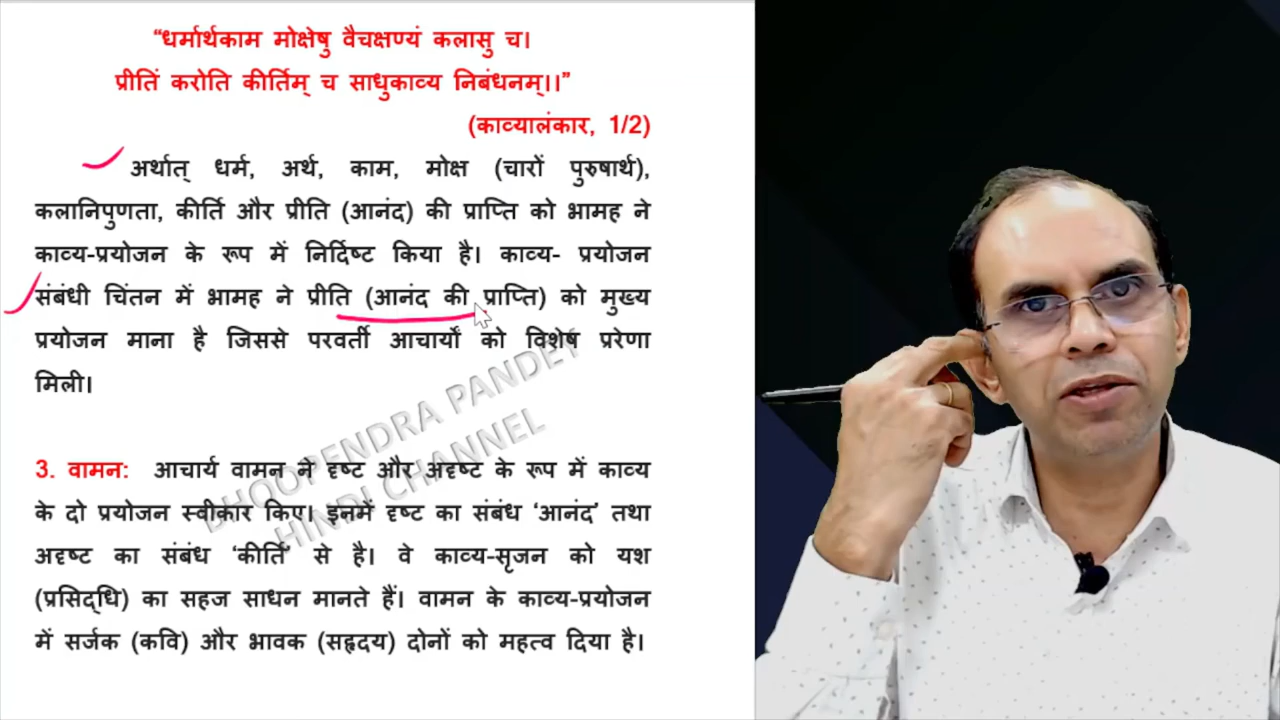 “धर्मार्थकाम मोक्षेषु वैचक्षण्यं कलासु च।
प्रीतिं करोति कीर्तिम् च साधुकाव्य निबंधनम्।।”
(काव्यालंकार, 1/2)
अर्थात् धर्म, अर्थ, काम, मोक्ष (चारों पुरुषार्थ),
कलानिपुणता, कीर्ति और प्रीति (आनंद) की प्राप्ति को भामह ने
काव्य-प्रयोजन के रूप में निर्दिष्ट किया है। काव्य- प्रयोजन
संबंधी चिंतन में भामह ने प्रीति (आनंद की प्राप्ति) को मुख्य
प्रयोजन माना है जिससे परवर्ती आचार्यों को विशेष प्ररेणा
मिली।
3. वामन: आचार्य वामन ने दृष्ट और अदृष्ट के रूप में काव्य
के दो प्रयोजन स्वीकार किए। इनमें दृष्ट का संबंध ‘आनंद’ तथा
अदृष्ट का संबंध ‘कीर्ति’ से है। वे काव्य-सृजन को यश
(प्रसिद्धि) का सहज साधन मानते हैं। वामन के काव्य-प्रयोजन
में सर्जक (कवि) और भावक (सहृदय) दोनों को महत्व दिया है।
BHOOPENDRA PANDEY
HINDI CHANNEL